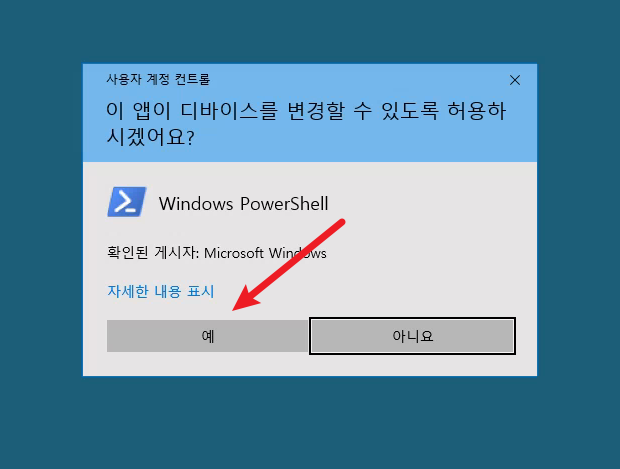 사용자 계정 컨트롤
이 앱이 디바이스를 변경할 수 있도록 허용하
시겠어요?
Windows PowerShell
확인된 게시자: Microsoft Windows
자세한 내용 표시
예
아니요